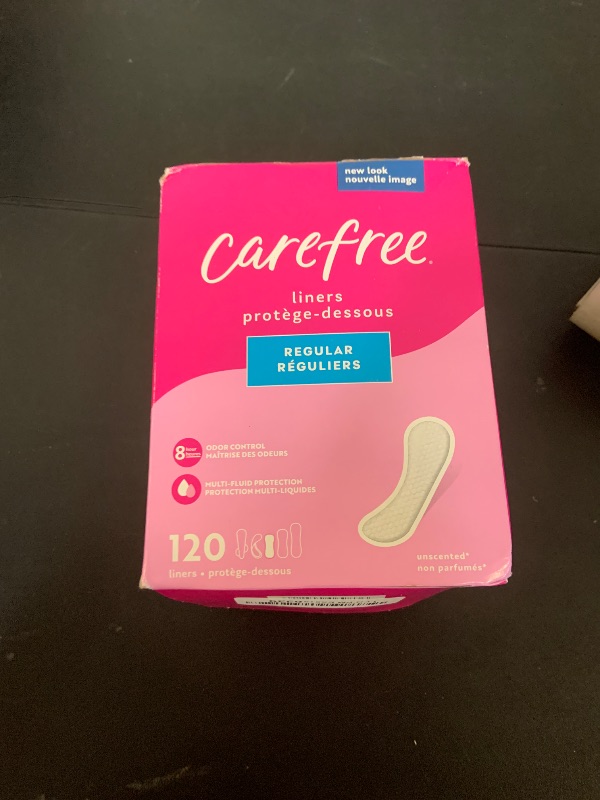 new look
nouvelle image
carefree
liners
protège-dessous
REGULAR
RÉGULIERS
8
ODOR CONTROL
MAÎTRISE DES ODEURS
MULTI-FLUID PROTECTION
PROTECTION MULTI-LIQUIDES
120
liners • protège-dessous
unscented*
non parfumés*